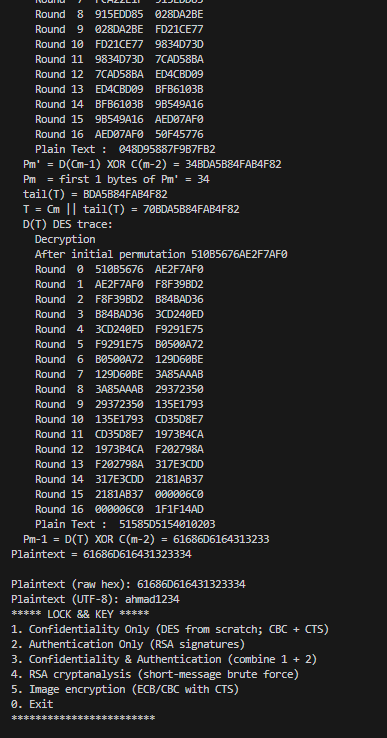 Round  7  FCA22E1F  915EDD85
Round  8  915EDD85  028DA2BE
Round  9  028DA2BE  FD21CE77
Round 10  FD21CE77  9834D73D
Round 11  9834D73D  7CAD58BA
Round 12  7CAD5BBA  ED4CBD09
Round 13  ED4CBD09  BFB6103B
Round 14  BFB6103B  9B549A16
Round 15  9B549A16  AED07AF0
Round 16  AED07AF0  50F45776
Plain Text :  048D95887F9B7FB2
Pm' = D(Cm-1) XOR C(m-2) = 34BDA5B84FAB4F82
Pm  = first 1 bytes of Pm' = 34
tail(T) = BDA5B84FAB4F82
T = Cm || tail(T) = 70BDA5B84FAB4F82
D(T) DES trace:
Decryption
After initial permutation 510B5676AE2F7AF0
Round  0  510B5676  AE2F7AF0
Round  1  AE2F7AF0  F8F39BD2
Round  2  F8F39BD2  B84BAD36
Round  3  B84BAD36  3CD240ED
Round  4  3CD240ED  F9291E75
Round  5  F9291E75  B0500A72
Round  6  B0500A72  129D60BE
Round  7  129D60BE  3A85AAAB
Round  8  3A85AAAB  29372350
Round  9  29372350  135E1793
Round 10  135E1793  CD35D8E7
Round 11  CD35D8E7  1973B4CA
Round 12  1973B4CA  F202798A
Round 13  F202798A  317E3CDD
Round 14  317E3CDD  2181AB37
Round 15  2181AB37  000006C0
Round 16  000006C0  1F1F14AD
Plain Text :  51585D5154010203
Pm-1 = D(T) XOR C(m-2) = 61686D6164313233
Plaintext = 61686D616431323334
Plaintext (raw hex): 61686D616431323334
Plaintext (UTF-8): ahmad1234
***** LOCK && KEY *****
1. Confidentiality Only (DES from scratch; CBC + CTS)
2. Authentication Only (RSA signatures)
3. Confidentiality & Authentication (combine 1 + 2)
4. RSA cryptanalysis (short-message brute force)
5. Image encryption (ECB/CBC with CTS)
0. Exit
************************